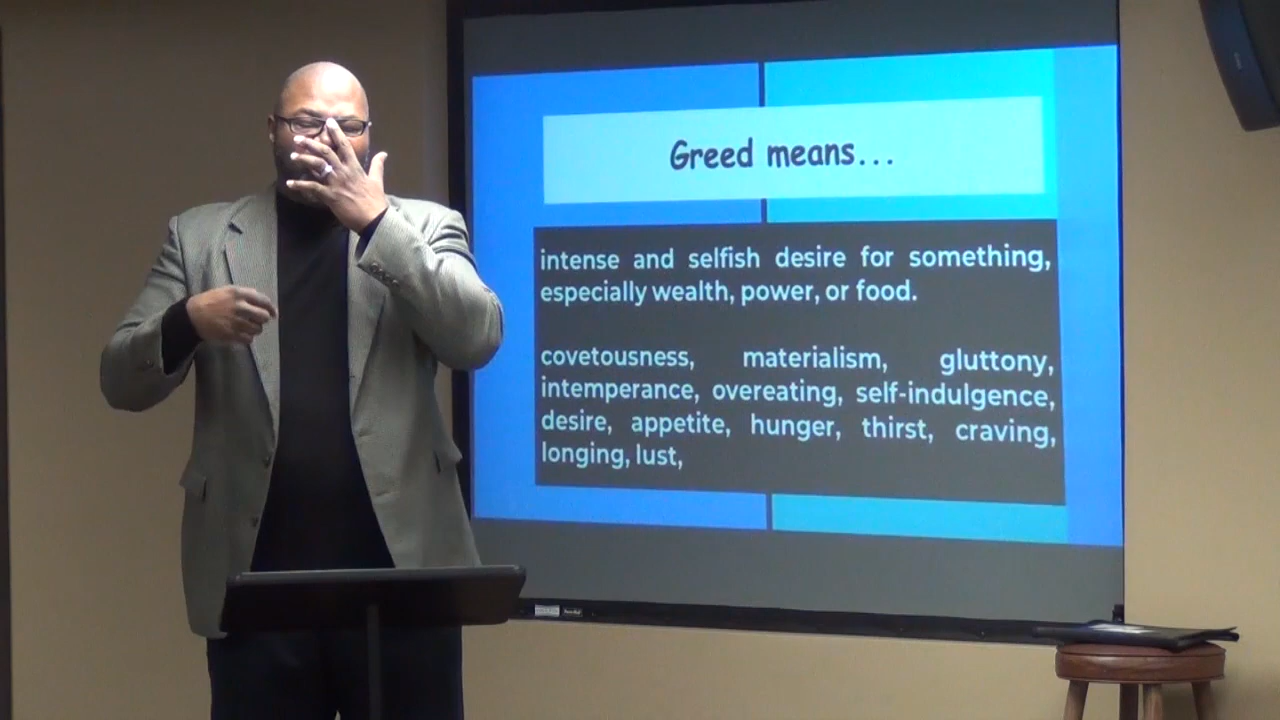 Greed means...
intense and selfish desire for something,
especially wealth, power, or food.
covetousness, materialism, gluttony,
intemperance, overeating, self-indulgence,
desire, appetite, hunger, thirst, craving,
longing, lust,